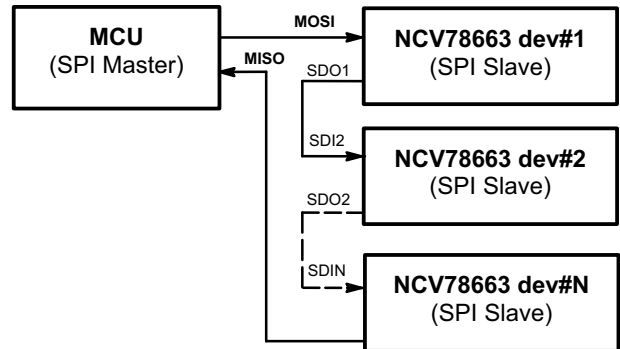 MCU
(SPI Master)
MOSI
MISO
NCV78663 dev#1
(SPI Slave)
SDO1
SDI2
NCV78663 dev#2
(SPI Slave)
SDO2
SDIN
NCV78663 dev#N
(SPI Slave)